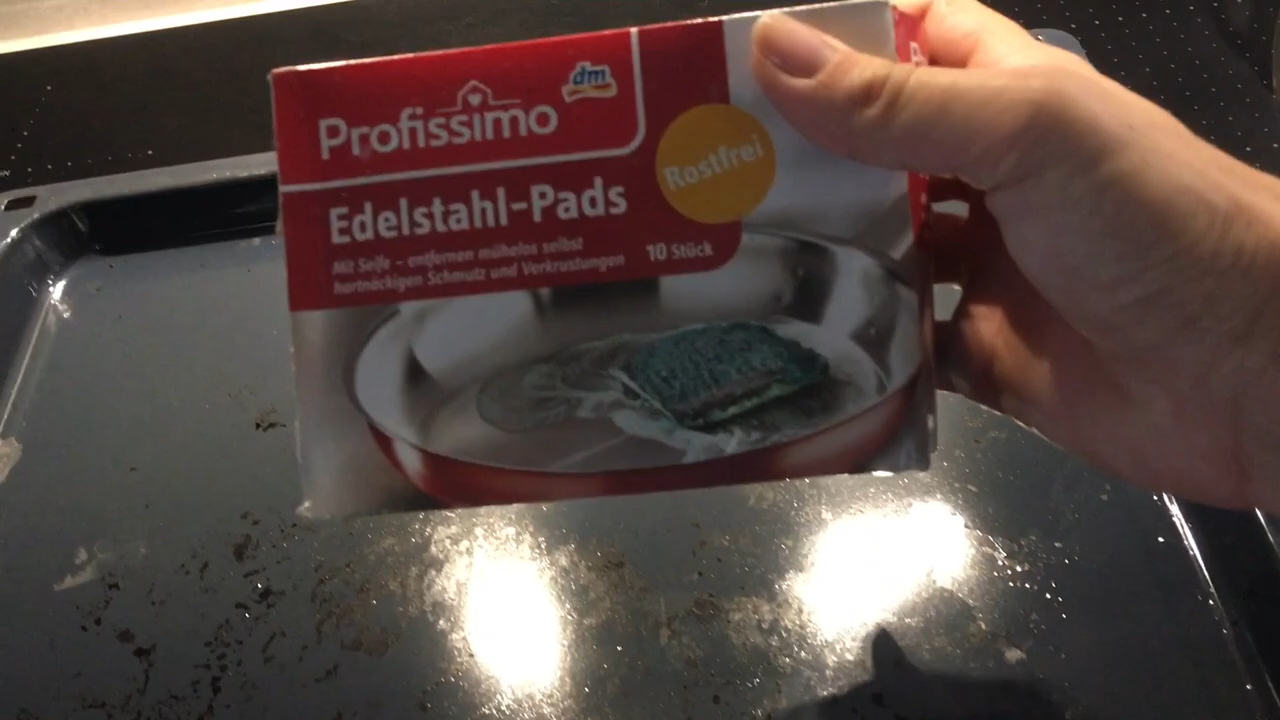 dm
Profissimo
Rostfrei
Edelstahl-Pads
Mit Seife - entfernen mühelos selbst
hartnäckigen Schmutz und Verkrustungen
10 Stück